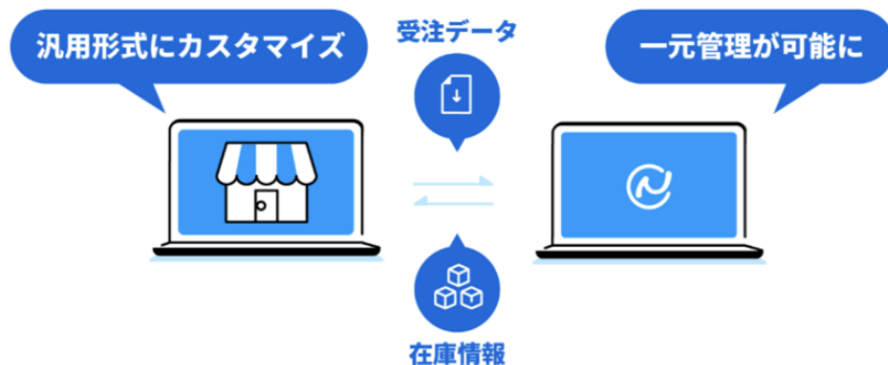 汎用形式にカスタマイズ
受注データ
一元管理が可能に
在庫情報